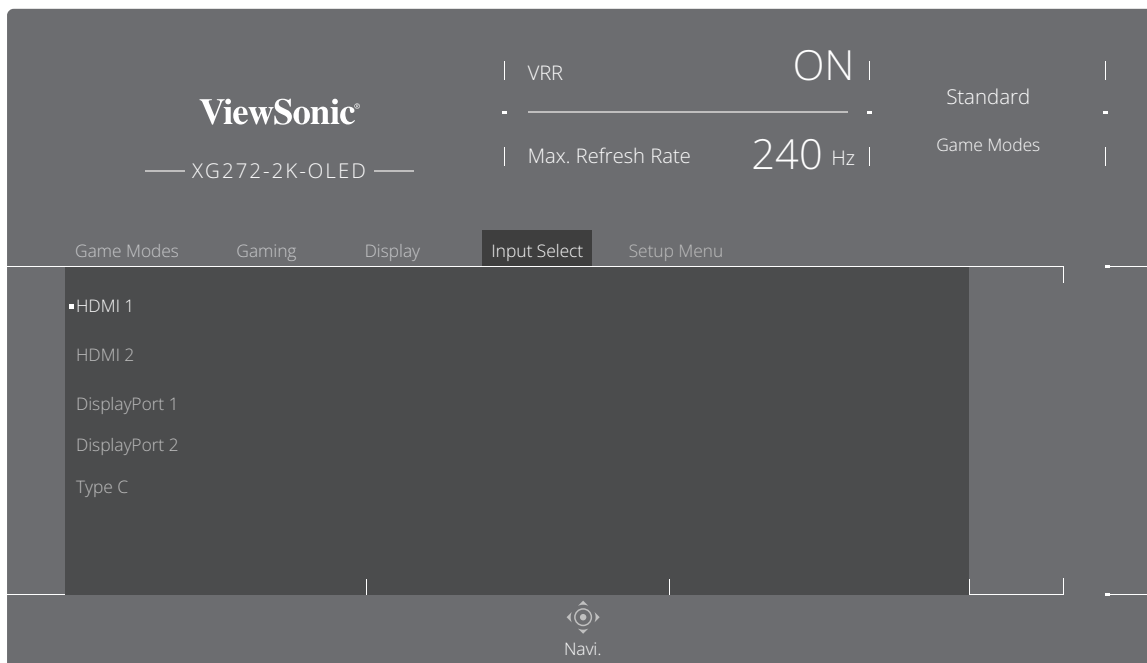 ViewSonic®
XG272-2K-OLED
VRR ON
Max. Refresh Rate 240 Hz
Standard
Game Modes
Game Modes Gaming Display Input Select Setup Menu
HDMI 1
HDMI 2
DisplayPort 1
DisplayPort 2
Type C
Navi.